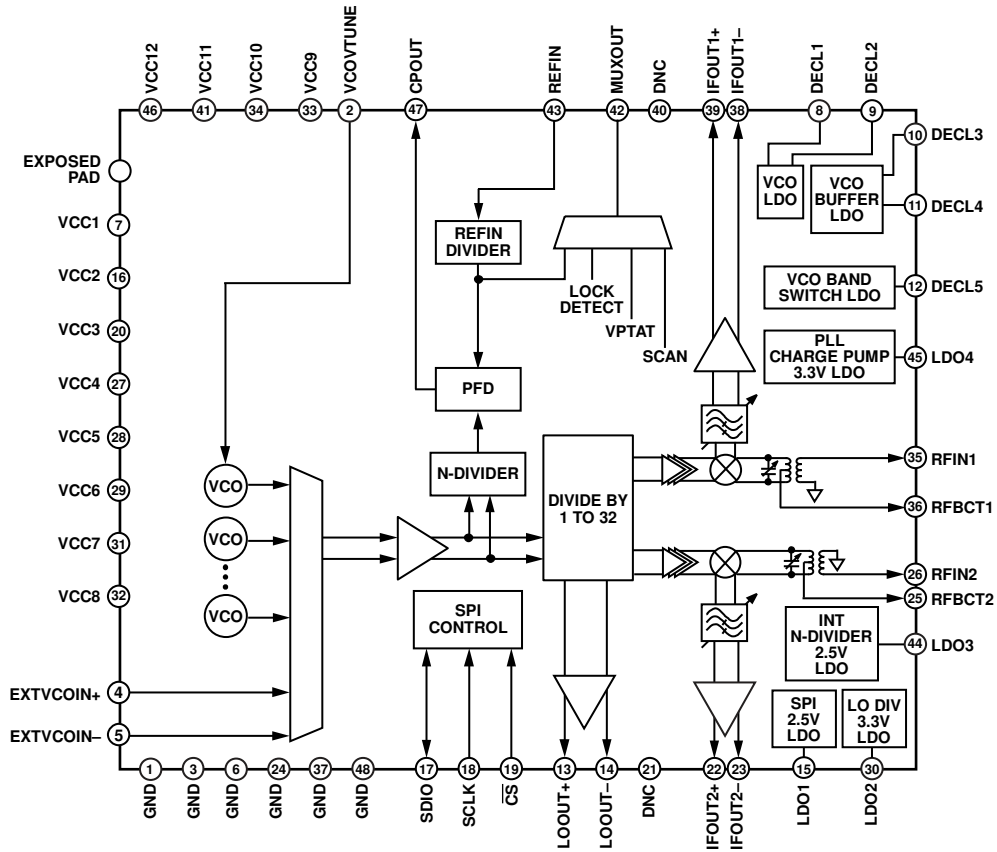 VCC12
VCC11
VCC10
VCC9
VCOVTUNE
CPOUT
REFIN
MUXOUT
DNC
IFOUT1+
IFOUT1–
DECL1
DECL2
46
41
34
33
2
47
43
42
40
39
38
8
9
EXPOSED
PAD
VCC1
7
VCC2
16
VCC3
20
VCC4
27
VCC5
28
VCC6
29
VCC7
31
VCC8
32
EXTVCOIN+
4
EXTVCOIN–
5
VCO
VCO
VCO
REFIN
DIVIDER
LOCK
DETECT
VPTAT
SCAN
PFD
N-DIVIDER
DIVIDE BY
1 TO 32
SPI
CONTROL
VCO
LDO
VCO
BUFFER
LDO
10
DECL3
11
DECL4
VCO BAND
SWITCH LDO
12
DECL5
PLL
CHARGE PUMP
3.3V LDO
45
LDO4
35
RFIN1
36
RFBCT1
26
RFIN2
25
RFBCT2
INT
N-DIVIDER
2.5V
LDO
44
LDO3
SPI
2.5V
LDO
LO DIV
3.3V
LDO
1
3
6
24
37
48
17
18
19
13
14
21
22
23
15
30
GND
GND
GND
GND
GND
GND
SDIO
SCLK
CS
LOOUT+
LOOUT–
DNC
IFOUT2+
IFOUT2–
LDO1
LDO2